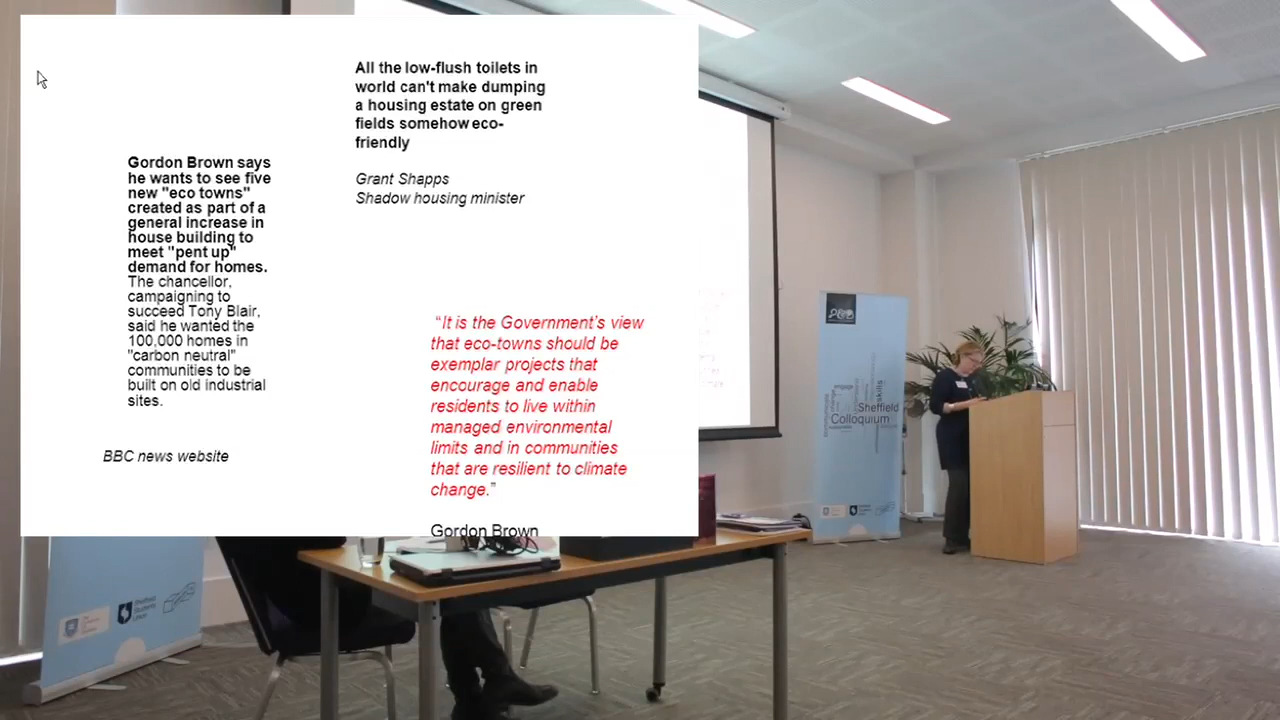 All the low-flush toilets in
world can't make dumping
a housing estate on green
fields somehow eco-
friendly
Grant Shapps
Shadow housing minister
Gordon Brown says
he wants to see five
new "eco towns"
created as part of a
general increase in
house building to
meet "pent up"
demand for homes.
The chancellor,
campaigning to
succeed Tony Blair,
said he wanted the
100,000 homes in
"carbon neutral"
communities to be
built on old industrial
sites.
BBC news website
“It is the Government’s view
that eco-towns should be
exemplar projects that
encourage and enable
residents to live within
managed environmental
limits and in communities
that are resilient to climate
change.”
Gordon Brown
engage
skills
Sheffield
Colloquium
Sheffield
Students
Union